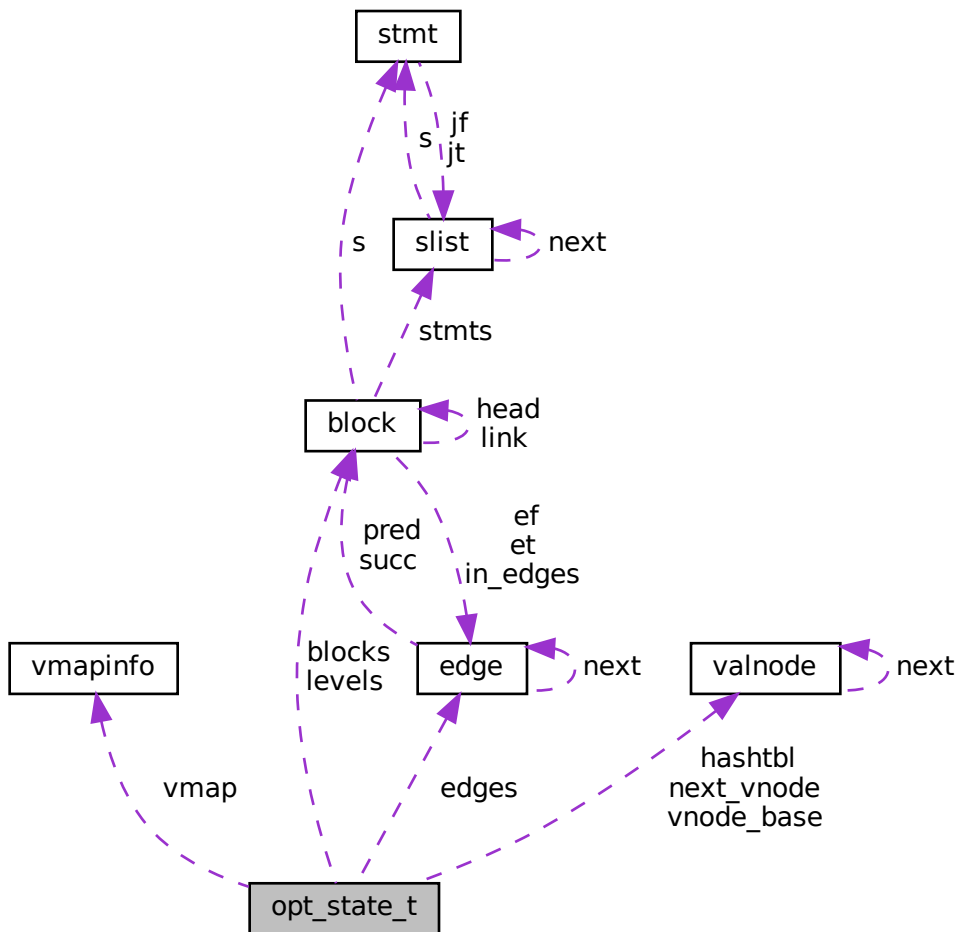 stmt
s
jf
jt
s
slist
next
stmts
block
head
link
pred
succ
ef
et
in_edges
vmapinfo
blocks
levels
edge
next
valnode
next
vmap
edges
hashtbl
next_vnode
vnode_base
opt_state_t